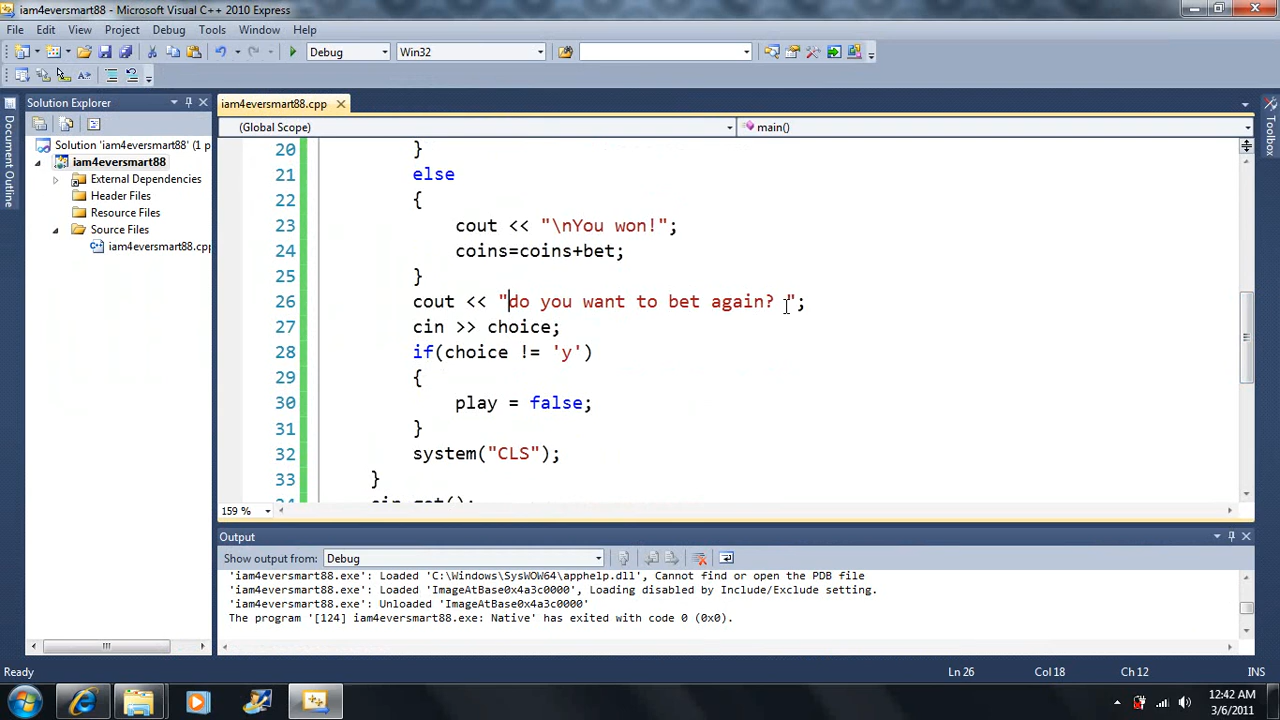 iam4eversmart88 - Microsoft Visual C++ 2010 Express
File Edit View Project Debug Tools Window Help
Debug Win32
Solution Explorer
iam4eversmart88.cpp
(Global Scope) main()
Document Outline
Toolbox
Solution 'iam4eversmart88' (1 p
iam4eversmart88
External Dependencies
Header Files
Resource Files
Source Files
iam4eversmart88.cpp
20 }
21 else
22 {
23 cout << "\nYou won!";
24 coins=coins+bet;
25 }
26 cout << "do you want to bet again? ";
27 cin >> choice;
28 if(choice != 'y')
29 {
30 play = false;
31 }
32 system("CLS");
33 }
cin.get();
159 %
Output
Show output from: Debug
'iam4eversmart88.exe': Loaded 'C:\Windows\SysWOW64\apphelp.dll', Cannot find or open the PDB file
'iam4eversmart88.exe': Loaded 'ImageAtBase0x4a3c0000', Loading disabled by Include/Exclude setting.
'iam4eversmart88.exe': Unloaded 'ImageAtBase0x4a3c0000'
The program '[124] iam4eversmart88.exe: Native' has exited with code 0 (0x0).
Ready Ln 26 Col 18 Ch 12 INS
12:42 AM
3/6/2011